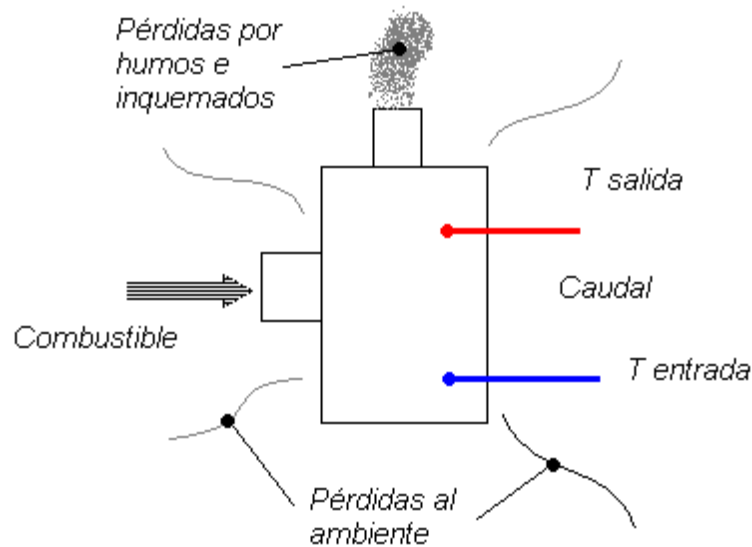 Pérdidas por
humos e
inquemados
T salida
Caudal
Combustible
T entrada
Pérdidas al
ambiente